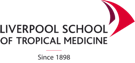 LIVERPOOL SCHOOL
OF TROPICAL MEDICINE
Since 1898